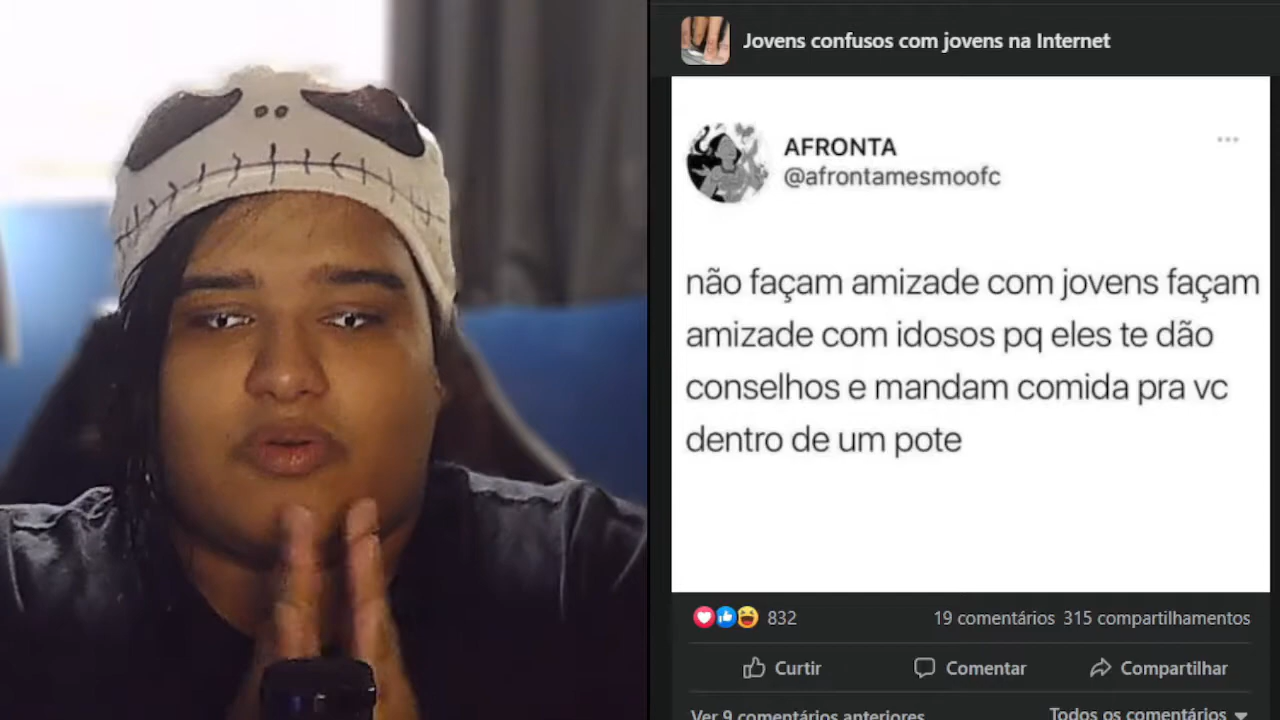 Jovens confusos com jovens na Internet
AFRONTA
@afrontamesmoofc
não façam amizade com jovens façam
amizade com idosos pq eles te dão
conselhos e mandam comida pra vc
dentro de um pote
832
19 comentários 315 compartilhamentos
Curtir
Comentar
Compartilhar
Ver 9 comentários anteriores
Todos os comentários